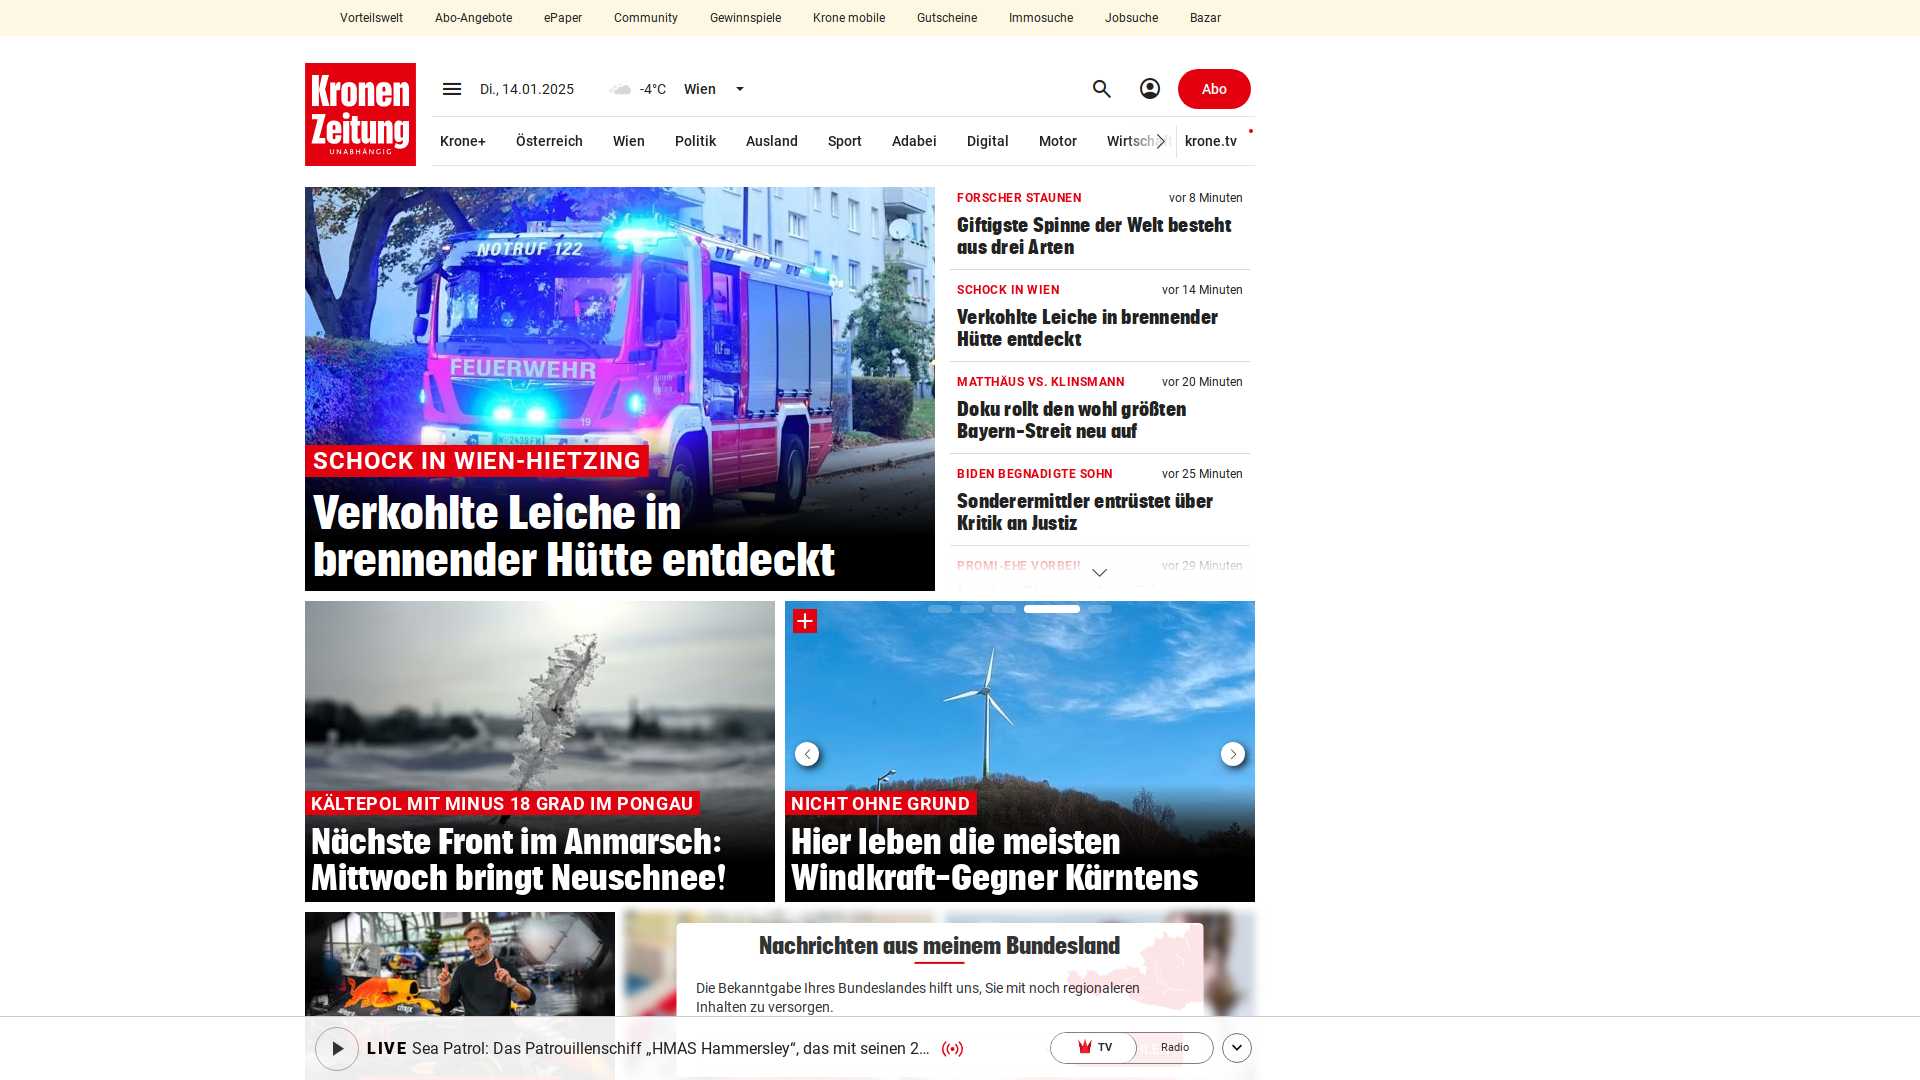 Vorteilswelt Abo-Angebote ePaper Community Gewinnspiele Krone mobile Gutscheine Immosuche Jobsuche Bazar
Kronen
Zeitung
UNABHÄNGIG
Di., 14.01.2025 -4°C Wien Abo
Krone+ Österreich Wien Politik Ausland Sport Adabei Digital Motor krone.tv
NOTRUF 122
FEUERWEHR
19
SCHOCK IN WIEN-HIETZING
Verkohlte Leiche in
brennender Hütte entdeckt
FORSCHER STAUNEN vor 8 Minuten
Giftigste Spinne der Welt besteht
aus drei Arten
SCHOCK IN WIEN vor 14 Minuten
Verkohlte Leiche in brennender
Hütte entdeckt
MATTHÄUS VS. KLINSMANN vor 20 Minuten
Doku rollt den wohl größten
Bayern-Streit neu auf
BIDEN BEGNADIGTE SOHN vor 25 Minuten
Sonderermittler entrüstet über
Kritik an Justiz
PROMI-EHE vor 29 Minuten
KÄLTEPOL MIT MINUS 18 GRAD IM PONGAU
Nächste Front im Anmarsch:
Mittwoch bringt Neuschnee!
NICHT OHNE GRUND
Hier leben die meisten
Windkraft-Gegner Kärntens
Nachrichten aus meinem Bundesland
Die Bekanntgabe Ihres Bundeslandes hilft uns, Sie mit noch regionaleren
Inhalten zu versorgen.
LIVE Sea Patrol: Das Patrouillenschiff „HMAS Hammersley“, das mit seinen 2... TV Radio